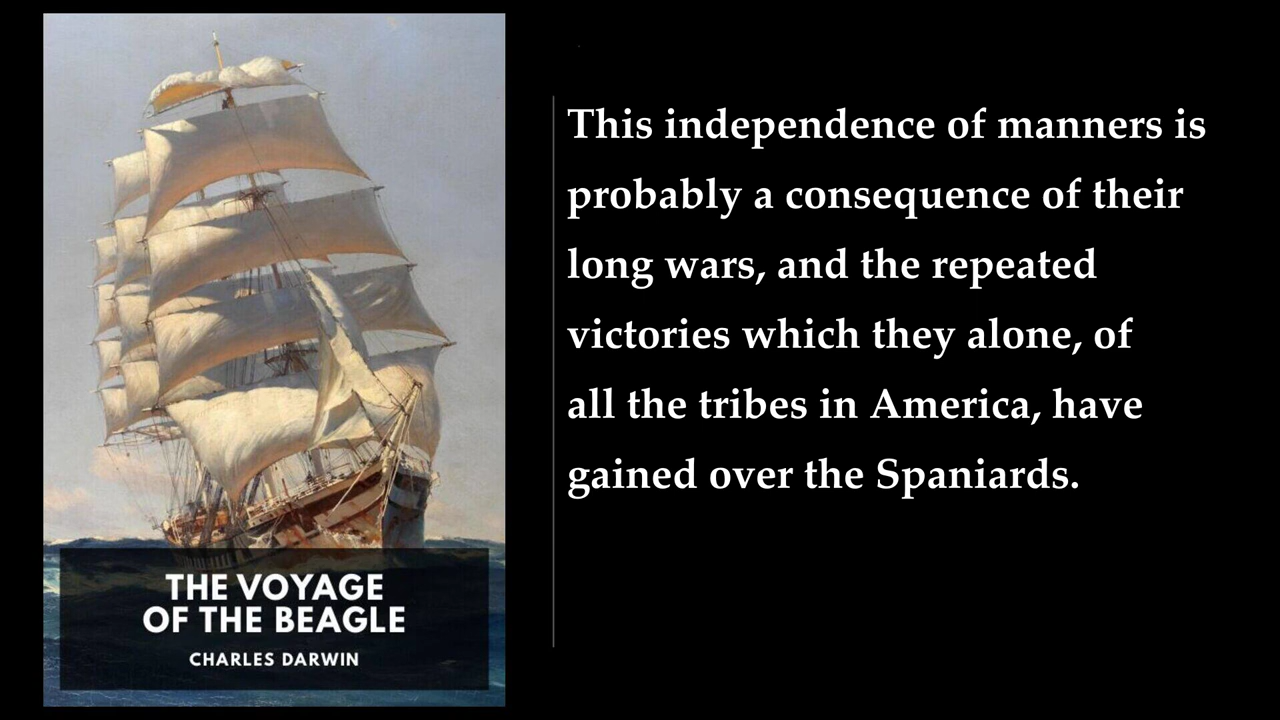 THE VOYAGE
OF THE BEAGLE
CHARLES DARWIN
This independence of manners is
probably a consequence of their
long wars, and the repeated
victories which they alone, of
all the tribes in America, have
gained over the Spaniards.